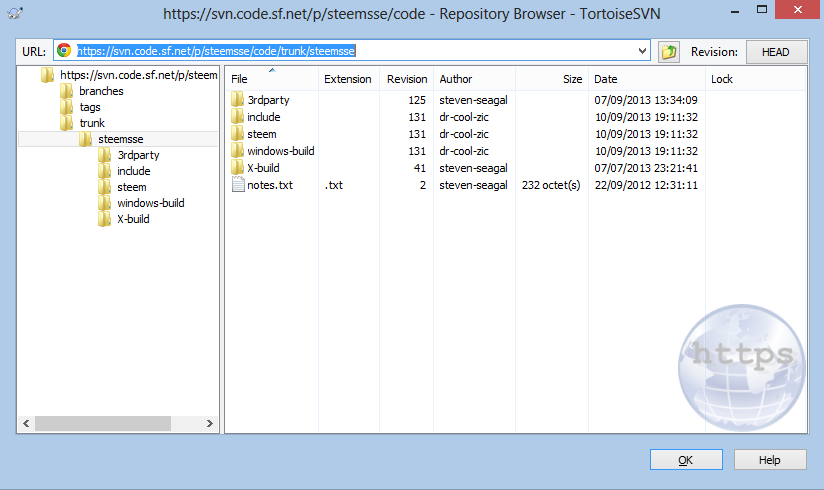 https://svn.code.sf.net/p/steemsse/code - Repository Browser - TortoiseSVN
URL: https://svn.code.sf.net/p/steemsse/code/trunk/steemsse Revision: HEAD
https://svn.code.sf.net/p/steem
branches
tags
trunk
steemsse
3rdparty
include
steem
windows-build
X-build
File Extension Revision Author Size Date Lock
3rdparty 125 steven-seagal 07/09/2013 13:34:09
include 131 dr-cool-zic 10/09/2013 19:11:32
steem 131 dr-cool-zic 10/09/2013 19:11:32
windows-build 131 dr-cool-zic 10/09/2013 19:11:32
X-build 41 steven-seagal 07/07/2013 23:21:41
notes.txt .txt 2 steven-seagal 232 octet(s) 22/09/2012 12:31:11
https
OK Help